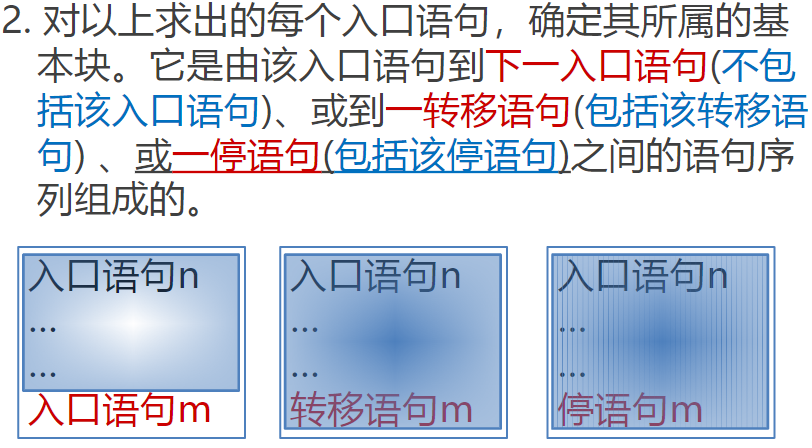 2. 对以上求出的每个入口语句，确定其所属的基
本块。它是由该入口语句到下一入口语句(不包
括该入口语句)、或到一转移语句(包括该转移语
句) 、或一停语句(包括该停语句)之间的语句序
列组成的。
入口语句n
...
...
入口语句m
入口语句n
...
...
转移语句m
入口语句n
...
...
停语句m